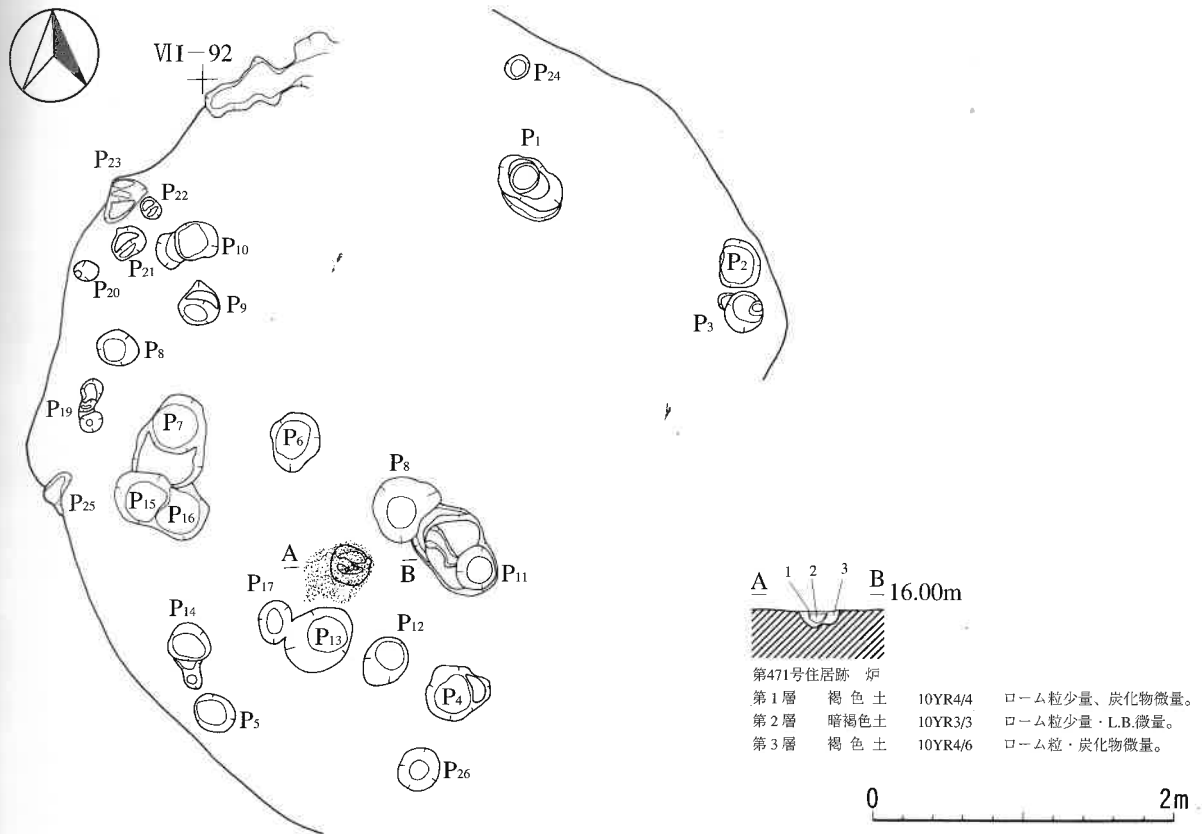 VII－92
P24
P1
P23
P22
P10
P21
P20
P2
P9
P3
P8
P19
P7
P6
P8
P25
P15
P16
A
B
P11
P17
P14
P13
P12
P4
P5
P26
1 2 3
A B 16.00m
第471号住居跡 炉
第1層 褐色土 10YR4/4 ローム粒少量、炭化物微量。
第2層 暗褐色土 10YR3/3 ローム粒少量・L.B.微量。
第3層 褐色土 10YR4/6 ローム粒・炭化物微量。
0 2m